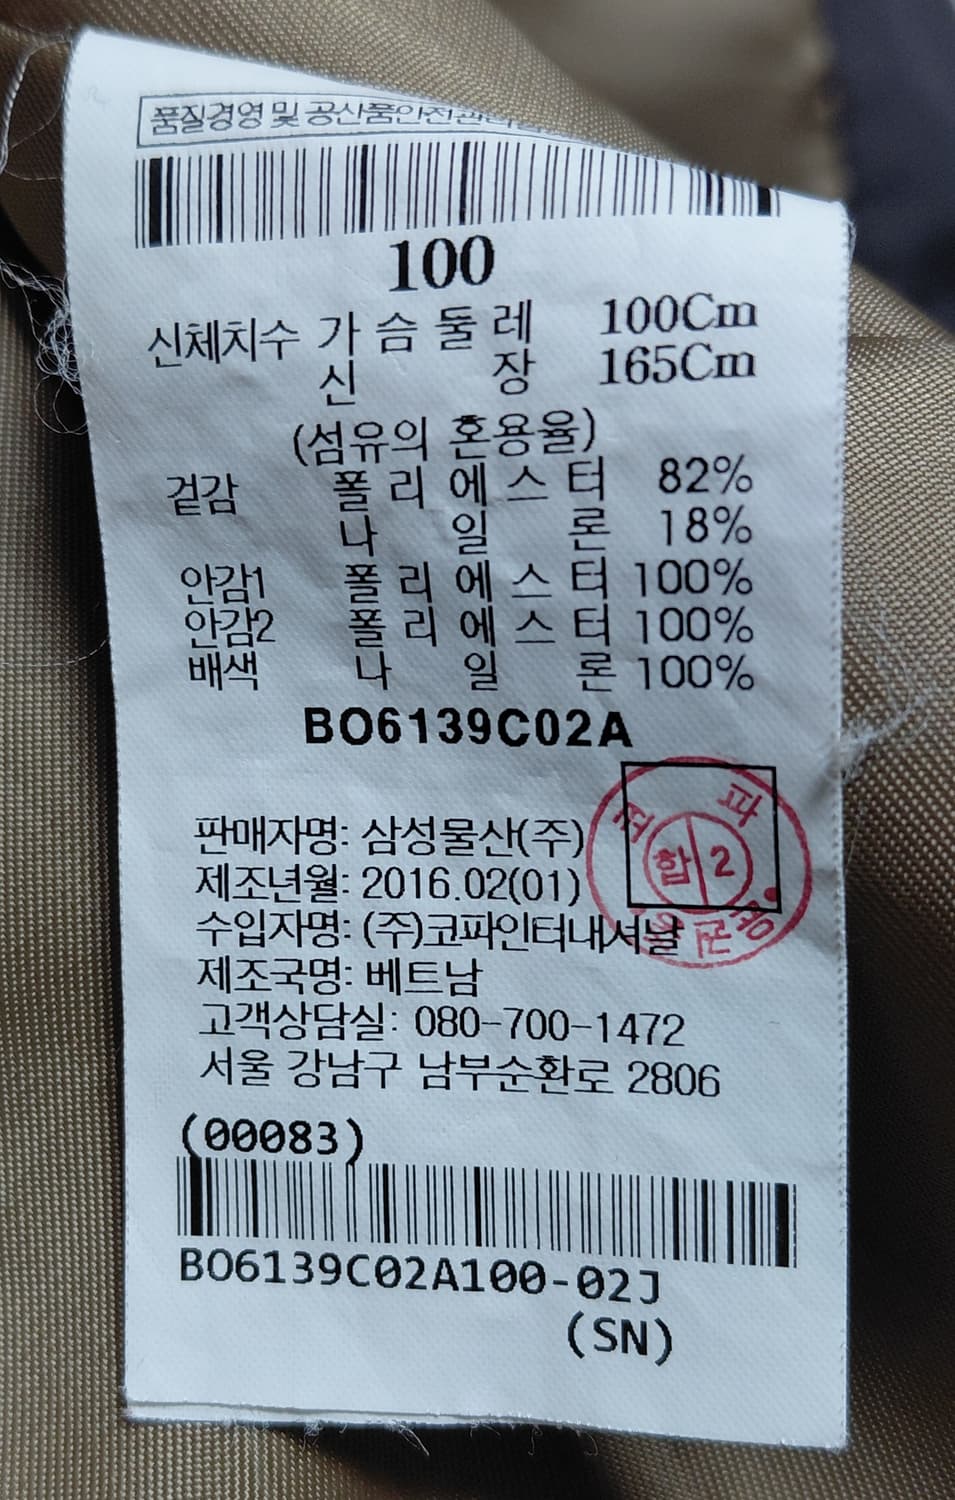 품질경영 및 공산품안전관리
100
신체치수 가 슴 둘 레 100Cm
신 장 165Cm
(섬유의 혼용율)
겉감 폴 리 에 스 터 82%
나 일 론 18%
안감1 폴 리 에 스 터 100%
안감2 폴 리 에 스 터 100%
배색 나 일 론 100%
BO6139C02A
판매자명: 삼성물산(주)
제조년월: 2016.02(01)
수입자명: (주)코파인터내셔날
제조국명: 베트남
고객상담실: 080-700-1472
서울 강남구 남부순환로 2806
코 파
합 2
(00083)
BO6139C02A100-02J
(SN)